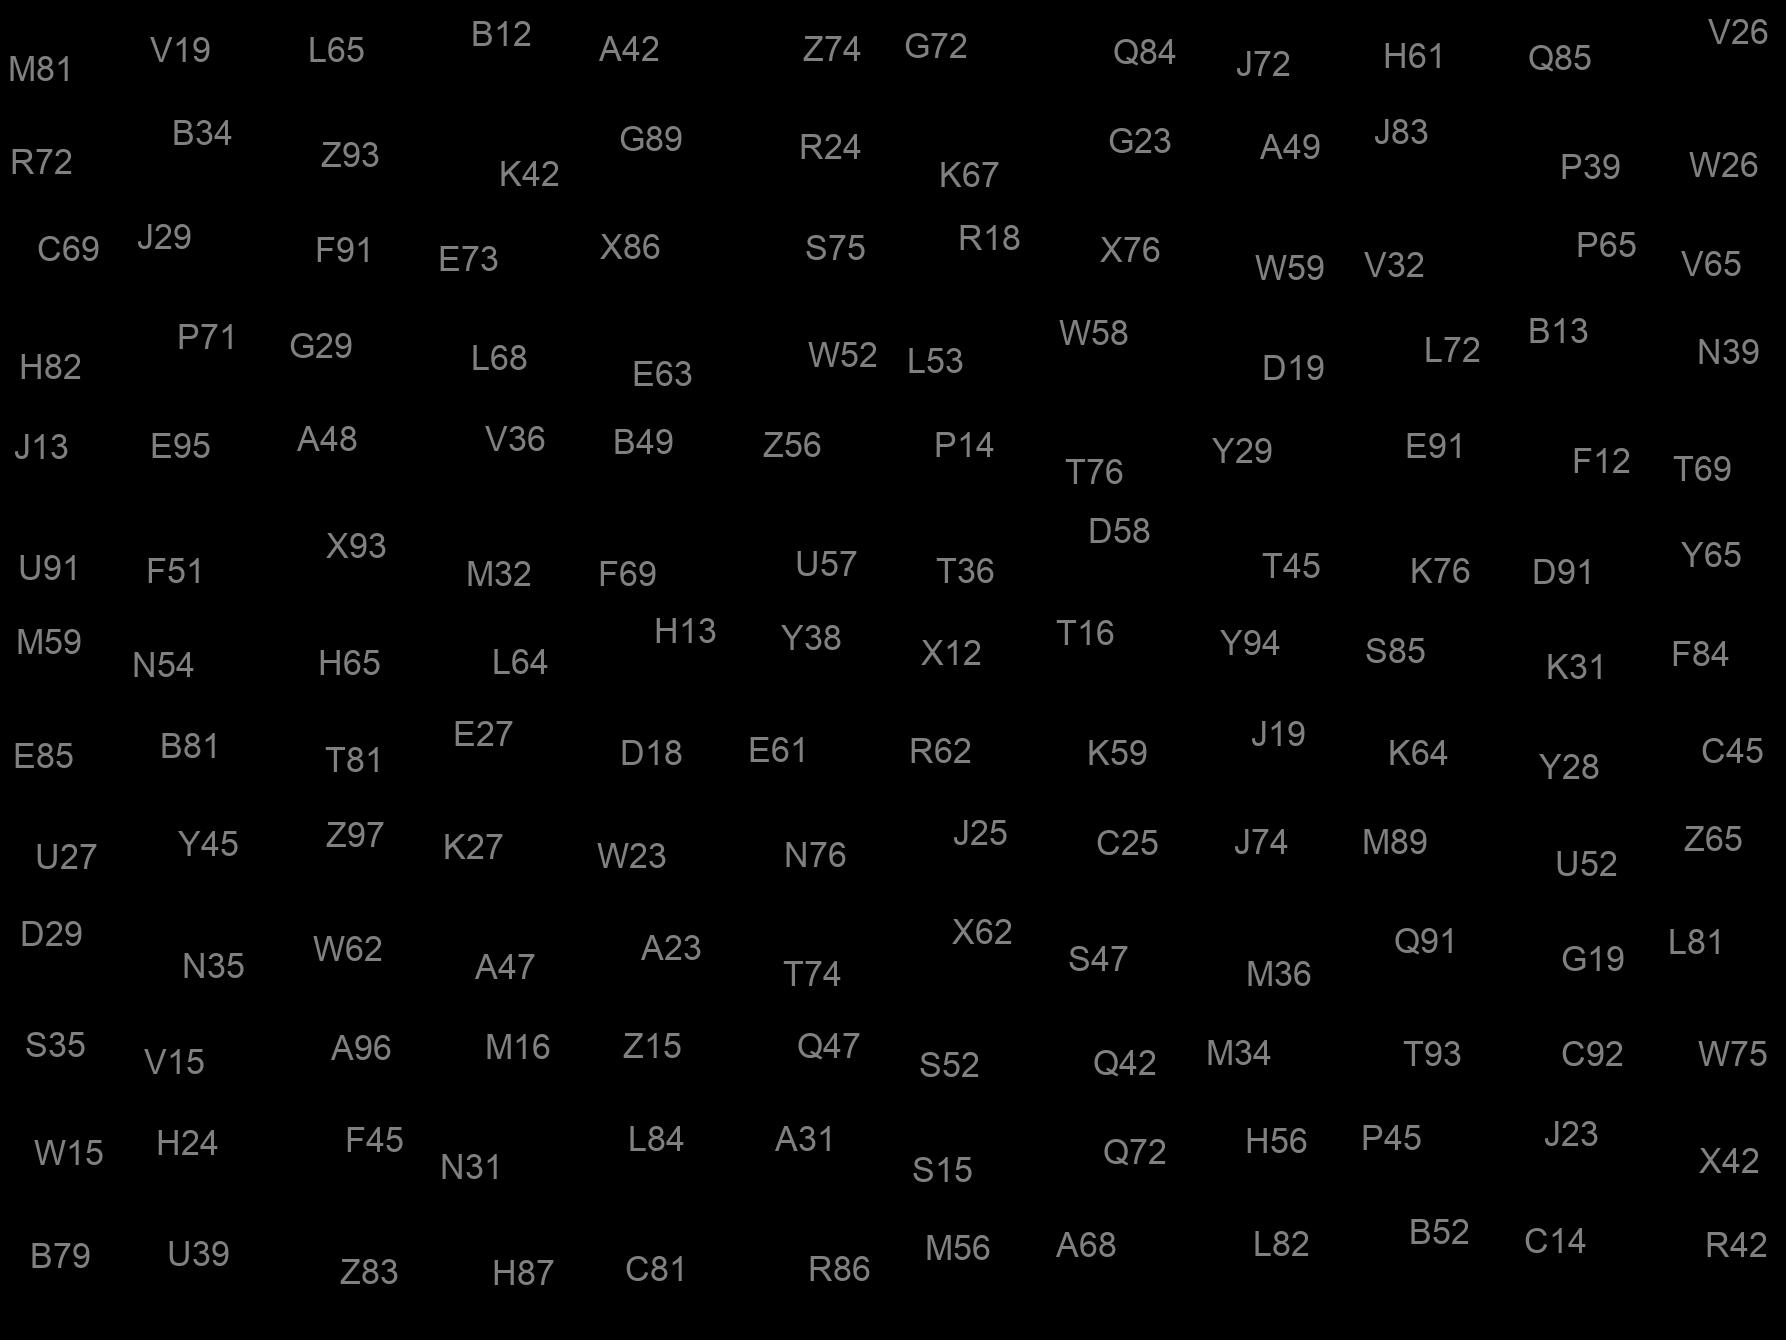 M81 V19 L65 B12 A42 Z74 G72 Q84 J72 H61 Q85 V26
R72 B34 Z93 K42 G89 R24 K67 G23 A49 J83 P39 W26
C69 J29 F91 E73 X86 S75 R18 X76 W59 V32 P65 V65
H82 P71 G29 L68 E63 W52 L53 W58 D19 L72 B13 N39
J13 E95 A48 V36 B49 Z56 P14 T76 Y29 E91 F12 T69
U91 F51 X93 M32 F69 U57 T36 D58 T45 K76 D91 Y65
M59 N54 H65 L64 H13 Y38 X12 T16 Y94 S85 K31 F84
E85 B81 T81 E27 D18 E61 R62 K59 J19 K64 Y28 C45
U27 Y45 Z97 K27 W23 N76 J25 C25 J74 M89 U52 Z65
D29 N35 W62 A47 A23 T74 X62 S47 M36 Q91 G19 L81
S35 V15 A96 M16 Z15 Q47 S52 Q42 M34 T93 C92 W75
W15 H24 F45 N31 L84 A31 S15 Q72 H56 P45 J23 X42
B79 U39 Z83 H87 C81 R86 M56 A68 L82 B52 C14 R42